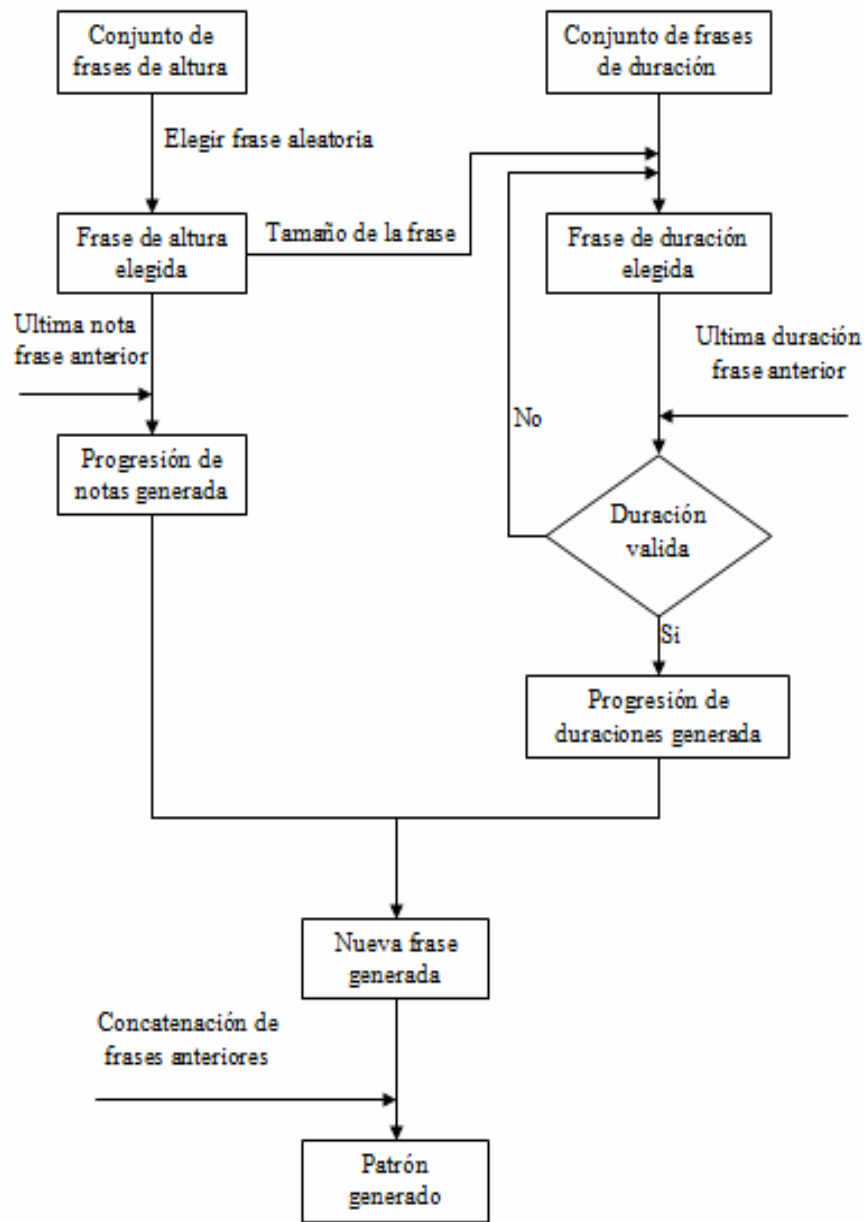 Conjunto de
frases de altura
Conjunto de frases
de duración
Elegir frase aleatoria
Frase de altura
elegida
Tamaño de la frase
Frase de duración
elegida
Ultima nota
frase anterior
Ultima duración
frase anterior
No
Progresión de
notas generada
Duración
valida
Si
Progresión de
duraciones generada
Nueva frase
generada
Concatenación de
frases anteriores
Patrón
generado